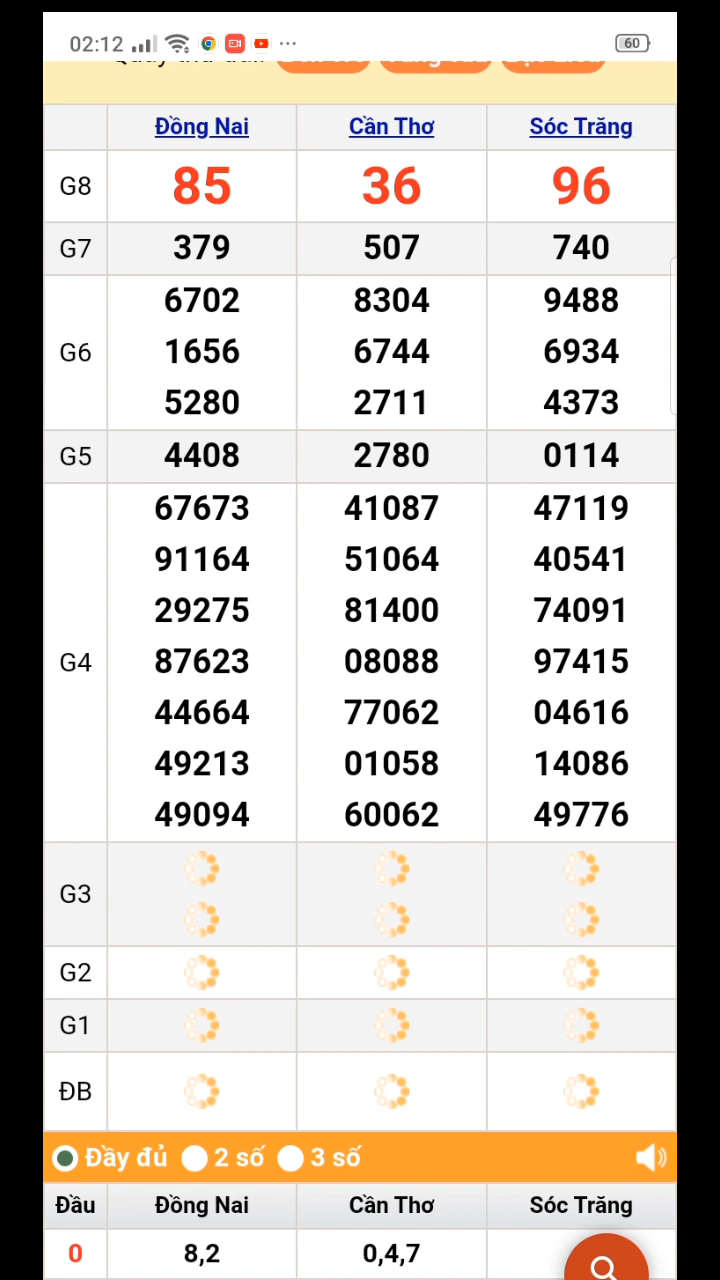 02:12
60
Đồng Nai Cần Thơ Sóc Trăng
G8 85 36 96
G7 379 507 740
6702 8304 9488
G6 1656 6744 6934
5280 2711 4373
G5 4408 2780 0114
67673 41087 47119
91164 51064 40541
29275 81400 74091
G4 87623 08088 97415
44664 77062 04616
49213 01058 14086
49094 60062 49776
G3
G2
G1
ĐB
Đầy đủ 2 số 3 số
Đầu Đồng Nai Cần Thơ Sóc Trăng
0 8,2 0,4,7